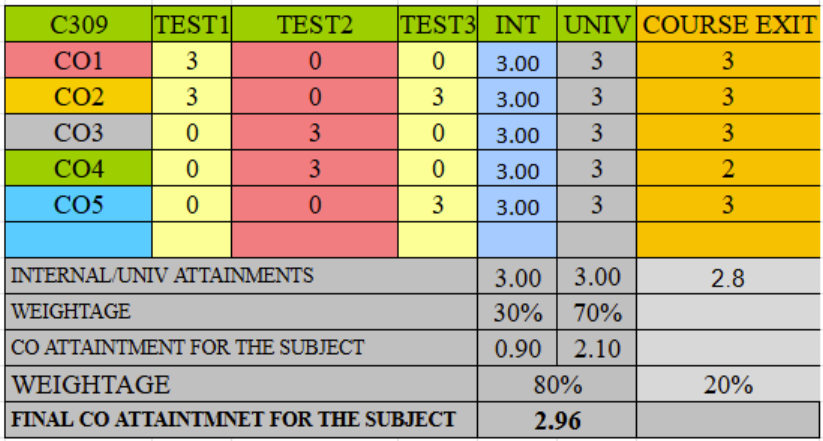 C309 TEST1 TEST2 TEST3 INT UNIV COURSE EXIT
CO1 3 0 0 3.00 3 3
CO2 3 0 3 3.00 3 3
CO3 0 3 0 3.00 3 3
CO4 0 3 0 3.00 3 2
CO5 0 0 3 3.00 3 3
INTERNAL/UNIV ATTAINMENTS 3.00 3.00 2.8
WEIGHTAGE 30% 70%
CO ATTAINTMENT FOR THE SUBJECT 0.90 2.10
WEIGHTAGE 80% 20%
FINAL CO ATTAINTMNET FOR THE SUBJECT 2.96